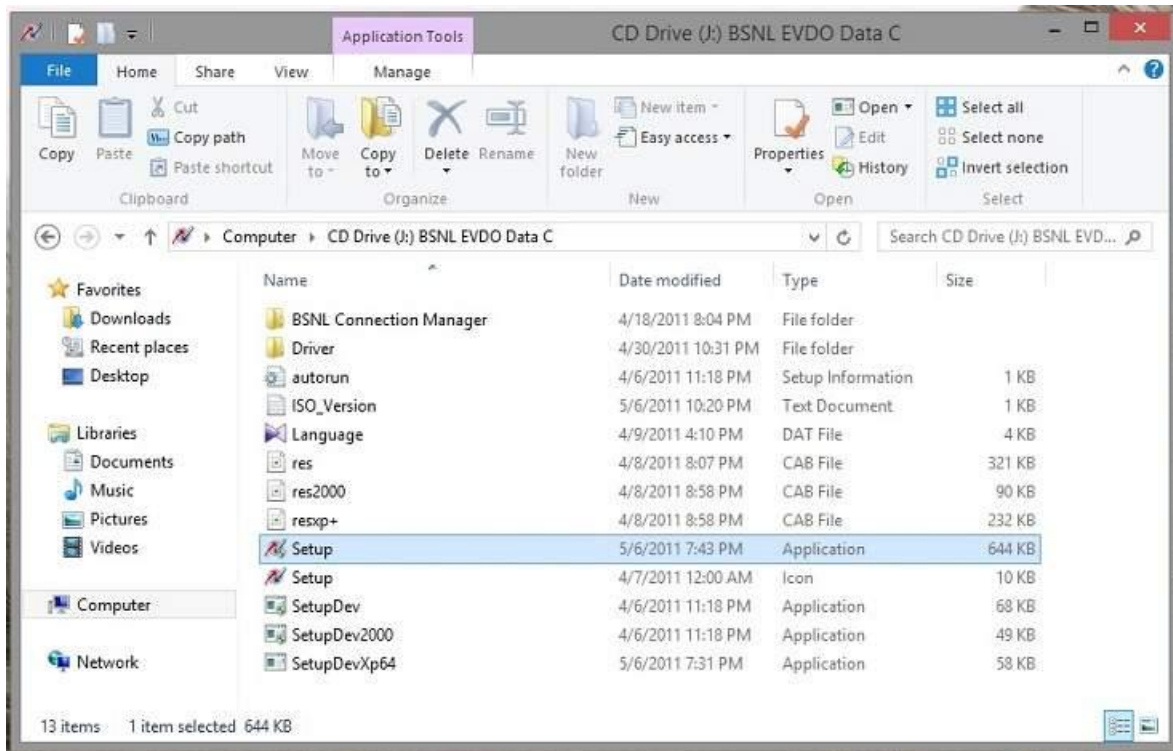 Application Tools CD Drive (J:) BSNL EVDO Data C
File Home Share View Manage
Copy
Paste
Cut
Copy path
Paste shortcut
Clipboard
Move to
Copy to
Delete
Rename
Organize
New folder
New item
Easy access
New
Properties
Open
Edit
History
Open
Select all
Select none
Invert selection
Select
Computer CD Drive (J:) BSNL EVDO Data C Search CD Drive (J:) BSNL EVD...
Favorites
Downloads
Recent places
Desktop
Libraries
Documents
Music
Pictures
Videos
Computer
Network
Name Date modified Type Size
BSNL Connection Manager 4/18/2011 8:04 PM File folder
Driver 4/30/2011 10:31 PM File folder
autorun 4/6/2011 11:18 PM Setup Information 1 KB
ISO_Version 5/6/2011 10:20 PM Text Document 1 KB
Language 4/9/2011 4:10 PM DAT File 4 KB
res 4/8/2011 8:07 PM CAB File 321 KB
res2000 4/8/2011 8:58 PM CAB File 90 KB
resxp+ 4/8/2011 8:58 PM CAB File 232 KB
Setup 5/6/2011 7:43 PM Application 644 KB
Setup 4/7/2011 12:00 AM Icon 10 KB
SetupDev 4/6/2011 11:18 PM Application 68 KB
SetupDev2000 4/6/2011 11:18 PM Application 49 KB
SetupDevXp64 5/6/2011 7:31 PM Application 58 KB
13 items 1 item selected 644 KB